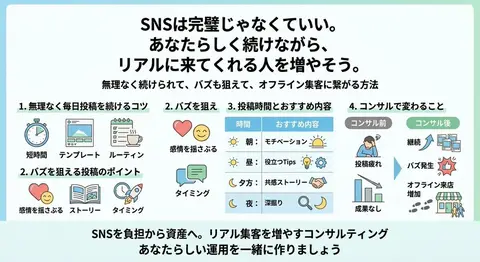 SNSは完璧じゃなくていい。
あなたらしく続けながら、
リアルに来てくれる人を増やそう。
無理なく続けられて、バズも狙えて、オフライン集客に繋がる方法
1. 無理なく毎日投稿を続けるコツ
短時間
テンプレート
ルーティン
2. バズを狙える投稿のポイント
感情を揺さぶる
ストーリー
タイミング
2. バズを狙え
感情を揺さぶる
タイミング
3. 投稿時間とおすすめ内容
時間
おすすめ内容
朝:
モチベーション
昼:
役立つTips
夕方:
共感ストーリー
夜:
深掘り
4. コンサルで変わること
コンサル前
投稿疲れ
成果なし
コンサル後
継続
バズ発生
オフライン来店
増加
SNSを負担から資産へ。リアル集客を増やすコンサルティング
あなたらしい運用を一緒に作りましょう